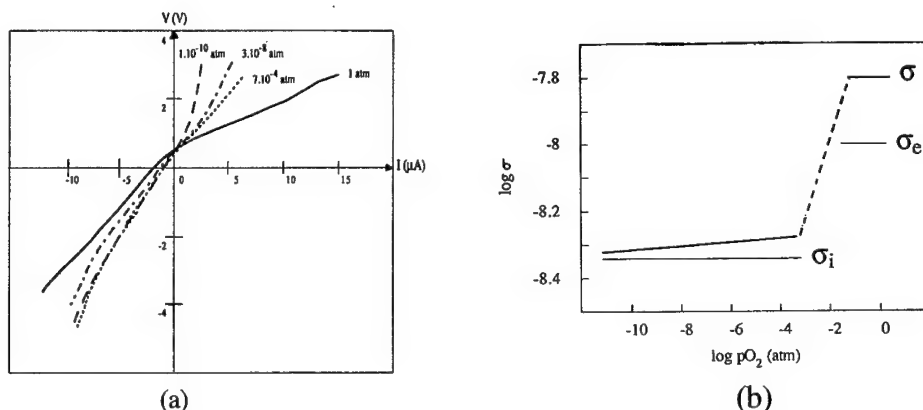 V (V)
4
1.10⁻¹⁰ atm
3.10⁻⁸ atm
7.10⁻⁴ atm
1 atm
2
-10
-5
0
5
10
15
I (μA)
-2
-4
(a)
-7.8
-8
-8.2
-8.4
log σ
σ
σe
σi
-10
-8
-6
-4
-2
0
log pO₂ (atm)
(b)